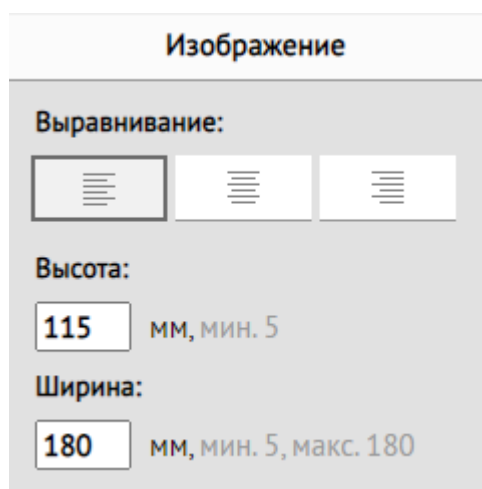 Изображение
Выравнивание:
Высота:
115 мм, мин. 5
Ширина:
180 мм, мин. 5, макс. 180